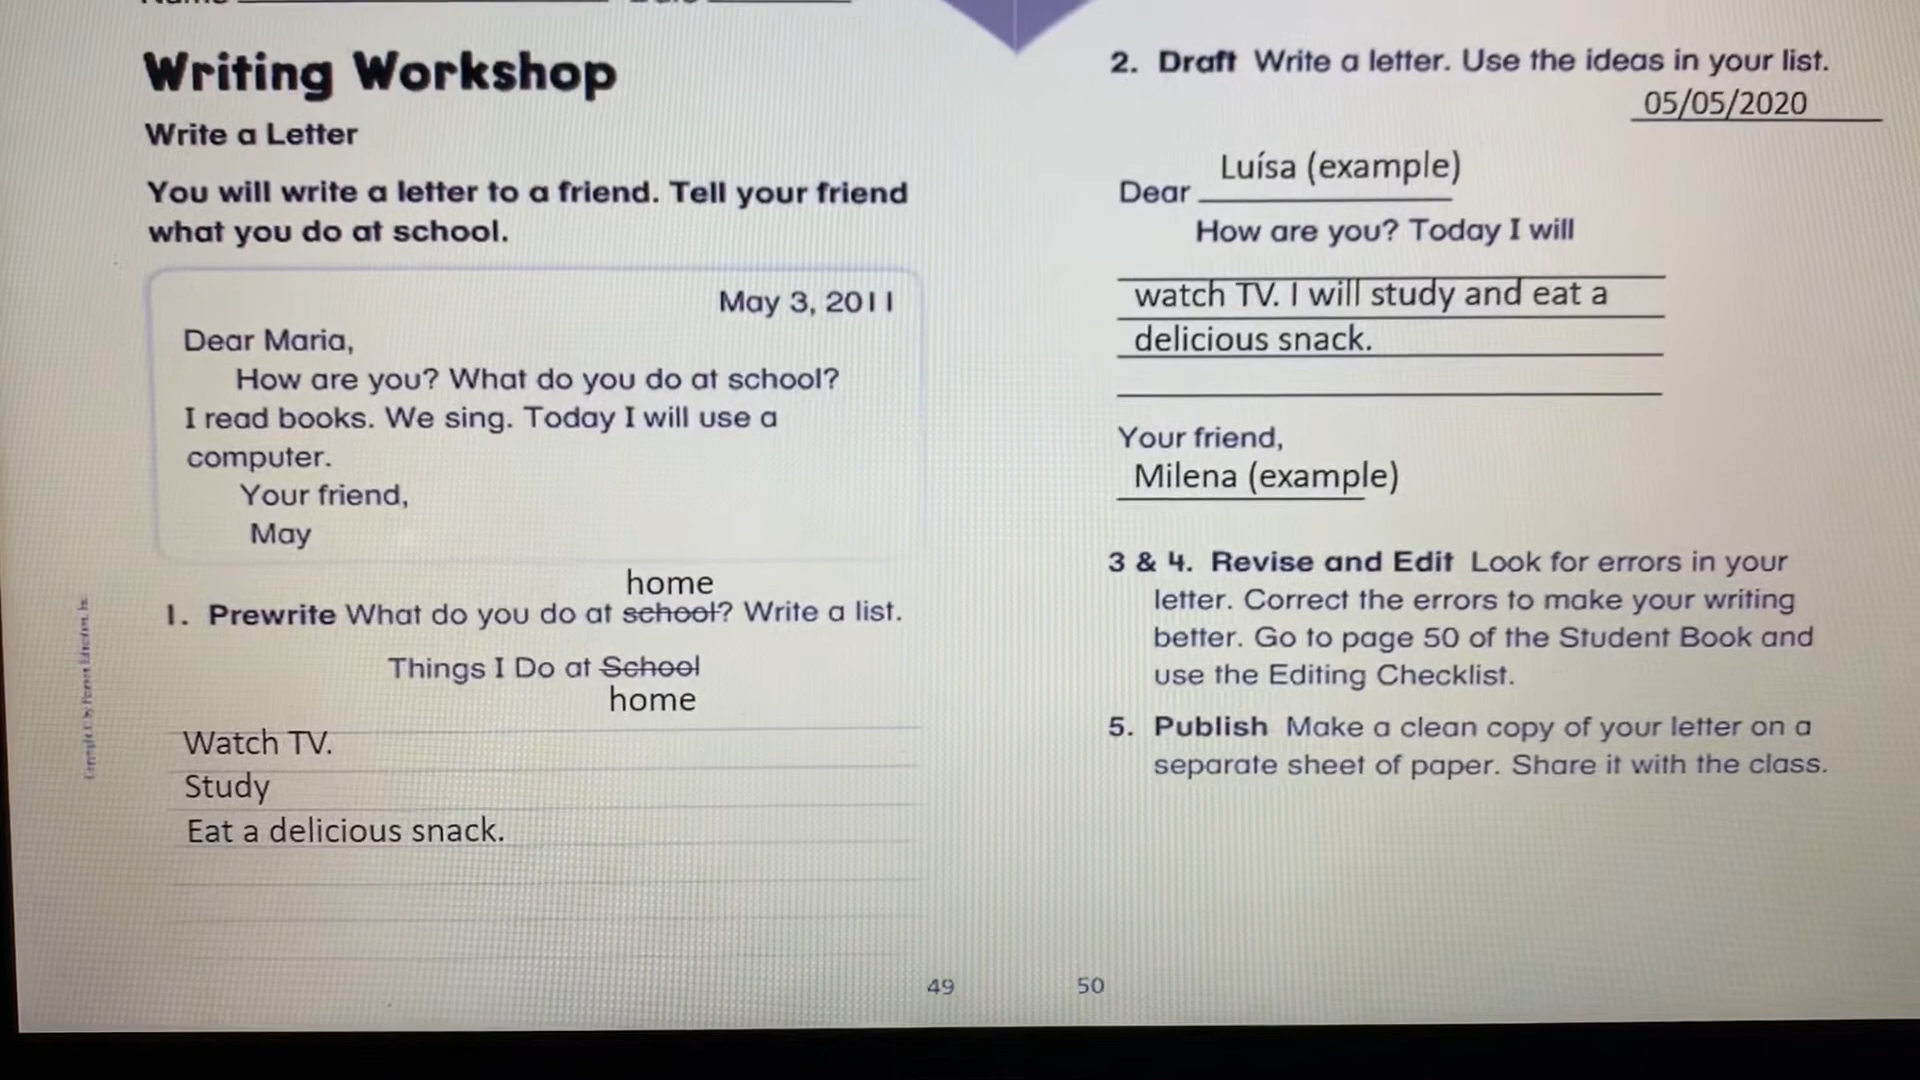 Writing Workshop
Write a Letter
You will write a letter to a friend. Tell your friend
what you do at school.
May 3, 2011
Dear Maria,
How are you? What do you do at school?
I read books. We sing. Today I will use a
computer.
Your friend,
May
home
1. Prewrite What do you do at school? Write a list.
Things I Do at School
home
Watch TV.
Study
Eat a delicious snack.
49
2. Draft Write a letter. Use the ideas in your list.
05/05/2020
Luísa (example)
Dear
How are you? Today I will
watch TV. I will study and eat a
delicious snack.
Your friend,
Milena (example)
3 & 4. Revise and Edit Look for errors in your
letter. Correct the errors to make your writing
better. Go to page 50 of the Student Book and
use the Editing Checklist.
5. Publish Make a clean copy of your letter on a
separate sheet of paper. Share it with the class.
50